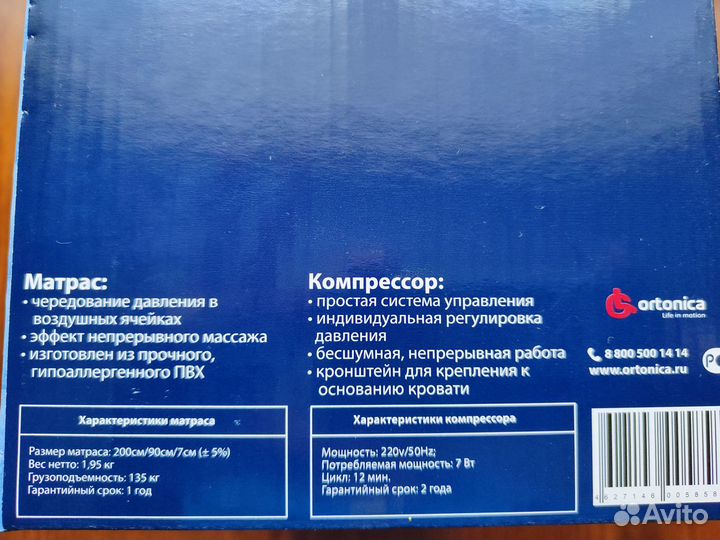 Матрас:
• чередование давления в
воздушных ячейках
• эффект непрерывного массажа
• изготовлен из прочного,
гипоаллергенного ПВХ
Характеристики матраса
Размер матраса: 200см/90см/7см (± 5%)
Вес нетто: 1,95 кг
Грузоподъемность: 135 кг
Гарантийный срок: 1 год
Компрессор:
• простая система управления
• индивидуальная регулировка
давления
• бесшумная, непрерывная работа
• кронштейн для крепления к
основанию кровати
Характеристики компрессора
Мощность: 220v/50Hz;
Потребляемая мощность: 7 Вт
Цикл: 12 мин.
Гарантийный срок: 2 года
ortonica
Life in motion
8 800 500 14 14
www.ortonica.ru
4 627146 005858
Avito